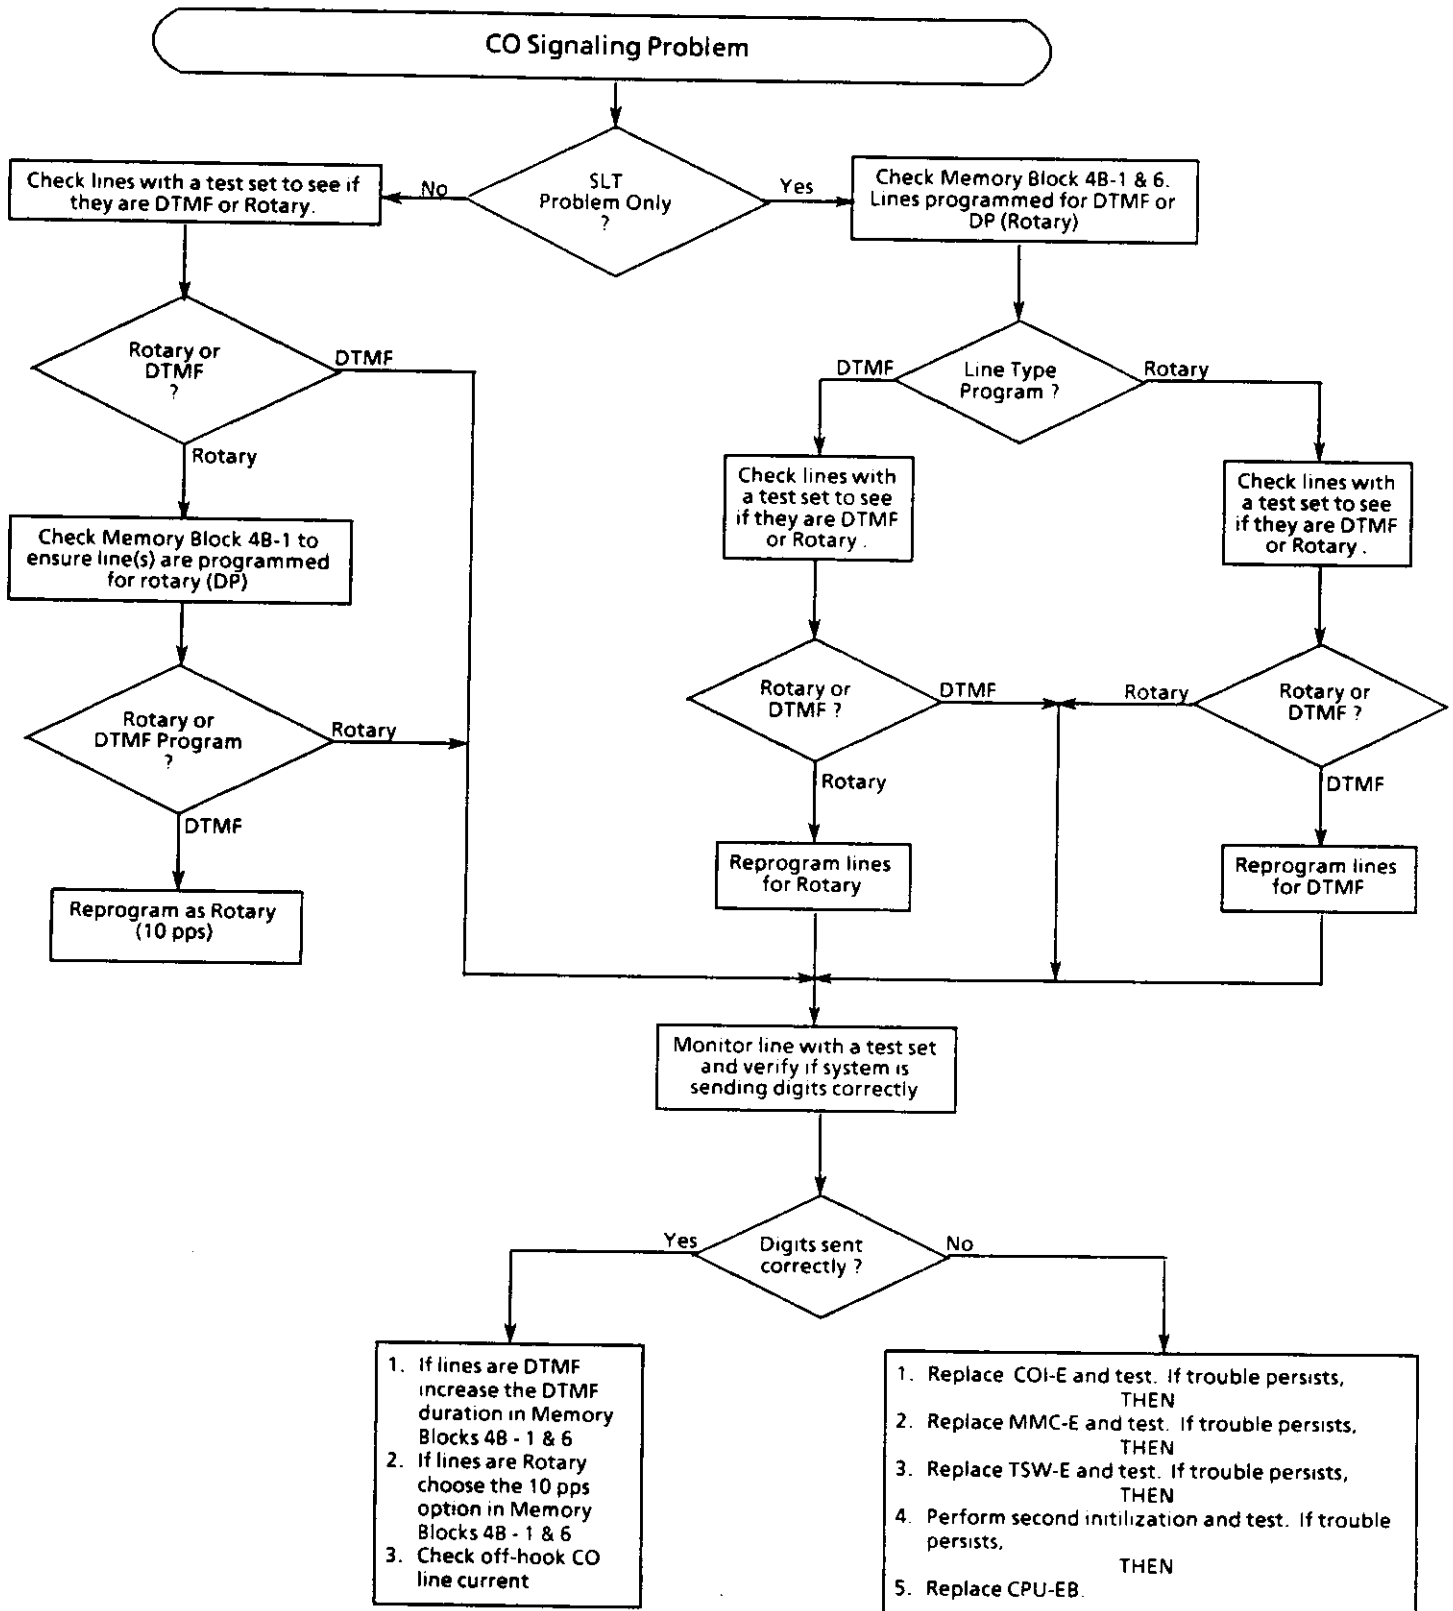 CO Signaling Problem
SLT
Problem Only
?
No
Yes
Check lines with a test set to see if
they are DTMF or Rotary.
Check Memory Block 4B-1 & 6.
Lines programmed for DTMF or
DP (Rotary)
Rotary or
DTMF
?
DTMF
Rotary
Line Type
Program ?
DTMF
Rotary
Check Memory Block 4B-1 to
ensure line(s) are programmed
for rotary (DP)
Check lines with
a test set to see
if they are DTMF
or Rotary .
Check lines with
a test set to see
if they are DTMF
or Rotary .
Rotary or
DTMF Program
?
Rotary
DTMF
Rotary or
DTMF ?
DTMF
Rotary
Rotary or
DTMF ?
Rotary
DTMF
Reprogram as Rotary
(10 pps)
Reprogram lines
for Rotary
Reprogram lines
for DTMF
Monitor line with a test set
and verify if system is
sending digits correctly
Digits sent
correctly ?
Yes
No
1. If lines are DTMF
increase the DTMF
duration in Memory
Blocks 4B - 1 & 6
2. If lines are Rotary
choose the 10 pps
option in Memory
Blocks 4B - 1 & 6
3. Check off-hook CO
line current
1. Replace COI-E and test. If trouble persists,
THEN
2. Replace MMC-E and test. If trouble persists,
THEN
3. Replace TSW-E and test. If trouble persists,
THEN
4. Perform second initilization and test. If trouble
persists,
THEN
5. Replace CPU-EB.